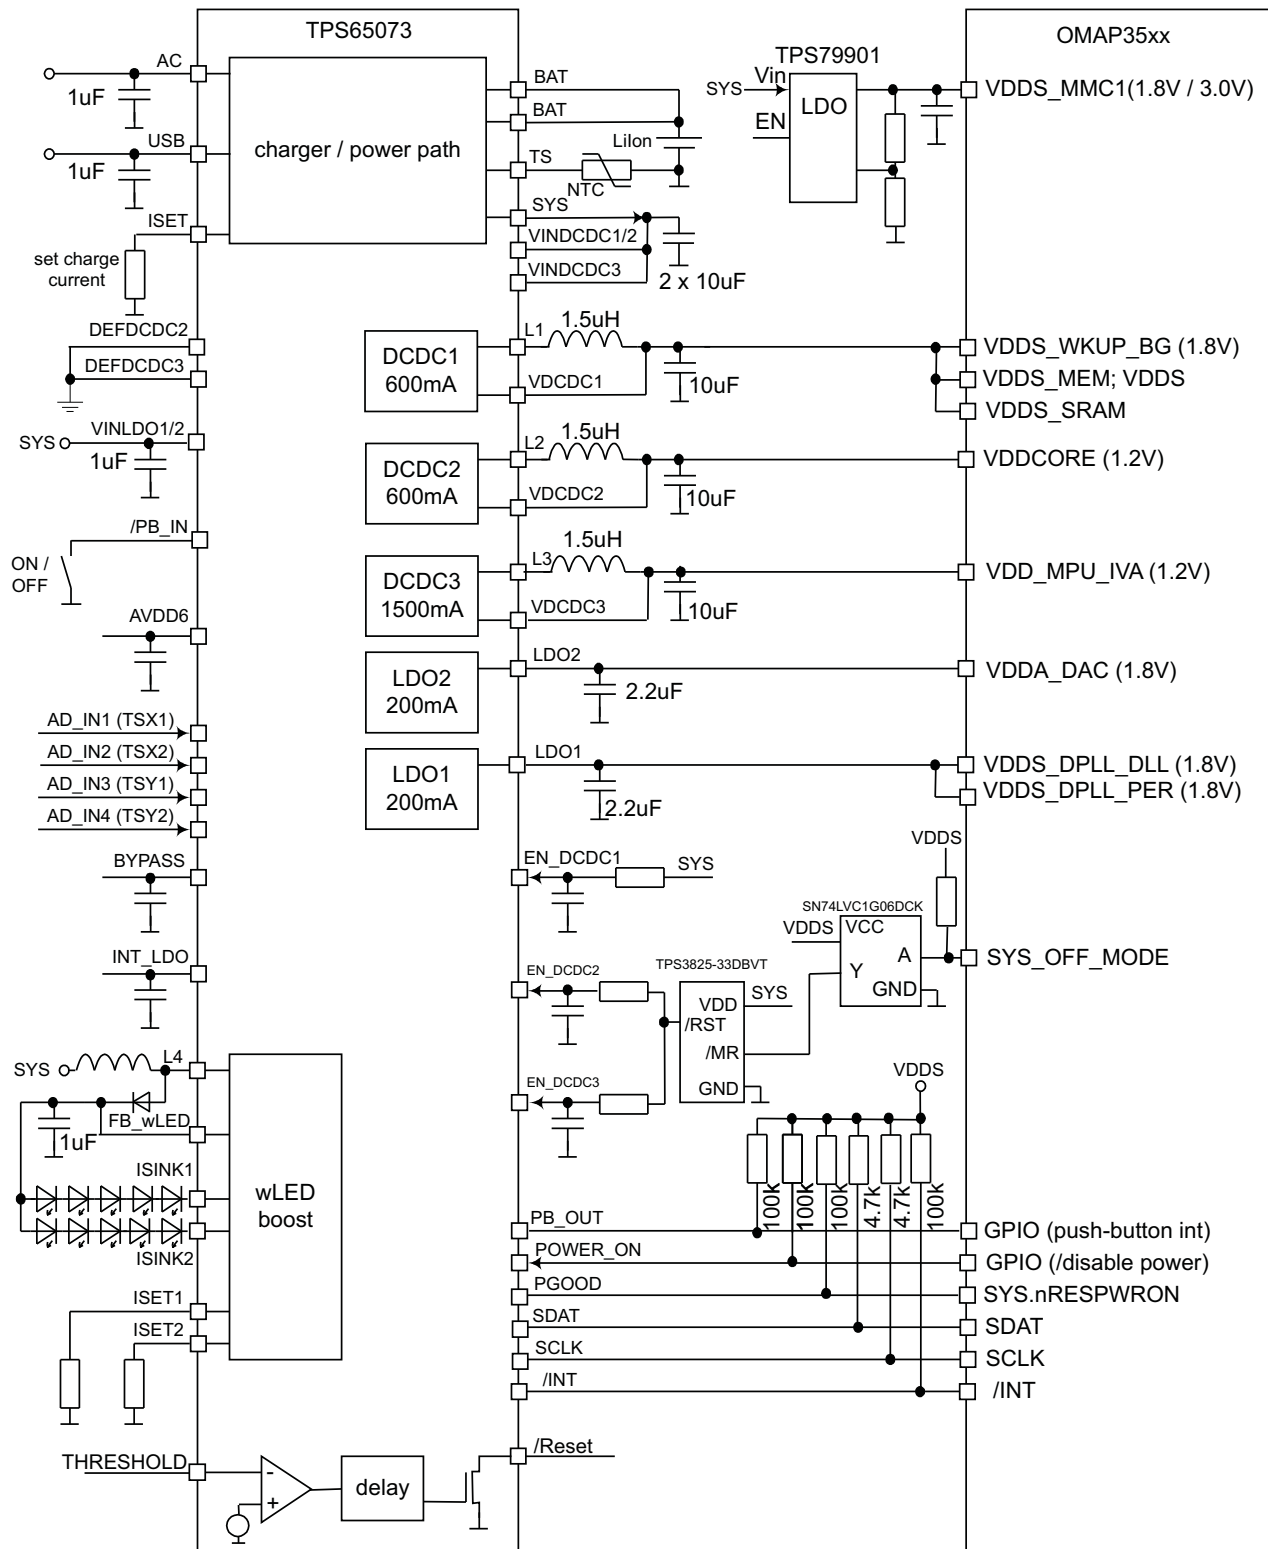 TPS65073
OMAP35xx
TPS79901
AC
1uF
USB
1uF
ISET
set charge
current
charger / power path
BAT
BAT
TS
LiIon
NTC
SYS
VINDCDC1/2
VINDCDC3
2 x 10uF
SYS
Vin
EN
LDO
VDDS_MMC1(1.8V / 3.0V)
DEFDCDC2
DEFDCDC3
DCDC1
600mA
L1
1.5uH
VDCDC1
10uF
VDDS_WKUP_BG (1.8V)
VDDS_MEM; VDDS
VDDS_SRAM
SYS
VINLDO1/2
1uF
DCDC2
600mA
L2
1.5uH
VDCDC2
10uF
VDDCORE (1.2V)
/PB_IN
ON /
OFF
DCDC3
1500mA
L3
1.5uH
VDCDC3
10uF
VDD_MPU_IVA (1.2V)
AVDD6
LDO2
200mA
LDO2
2.2uF
VDDA_DAC (1.8V)
AD_IN1 (TSX1)
AD_IN2 (TSX2)
AD_IN3 (TSY1)
AD_IN4 (TSY2)
LDO1
200mA
LDO1
2.2uF
VDDS_DPLL_DLL (1.8V)
VDDS_DPLL_PER (1.8V)
BYPASS
EN_DCDC1
SYS
VDDS
SN74LVC1G06DCK
VDDS
VCC
A
Y
GND
SYS_OFF_MODE
INT_LDO
EN_DCDC2
TPS3825-33DBVT
VDD
SYS
/RST
/MR
GND
EN_DCDC3
VDDS
SYS
L4
1uF
FB_wLED
ISINK1
ISINK2
wLED
boost
ISET1
ISET2
100k
100k
100k
4.7k
4.7k
100k
PB_OUT
GPIO (push-button int)
POWER_ON
GPIO (/disable power)
PGOOD
SYS.nRESPWRON
SDAT
SDAT
SCLK
SCLK
/INT
/INT
THRESHOLD
-
+
delay
/Reset